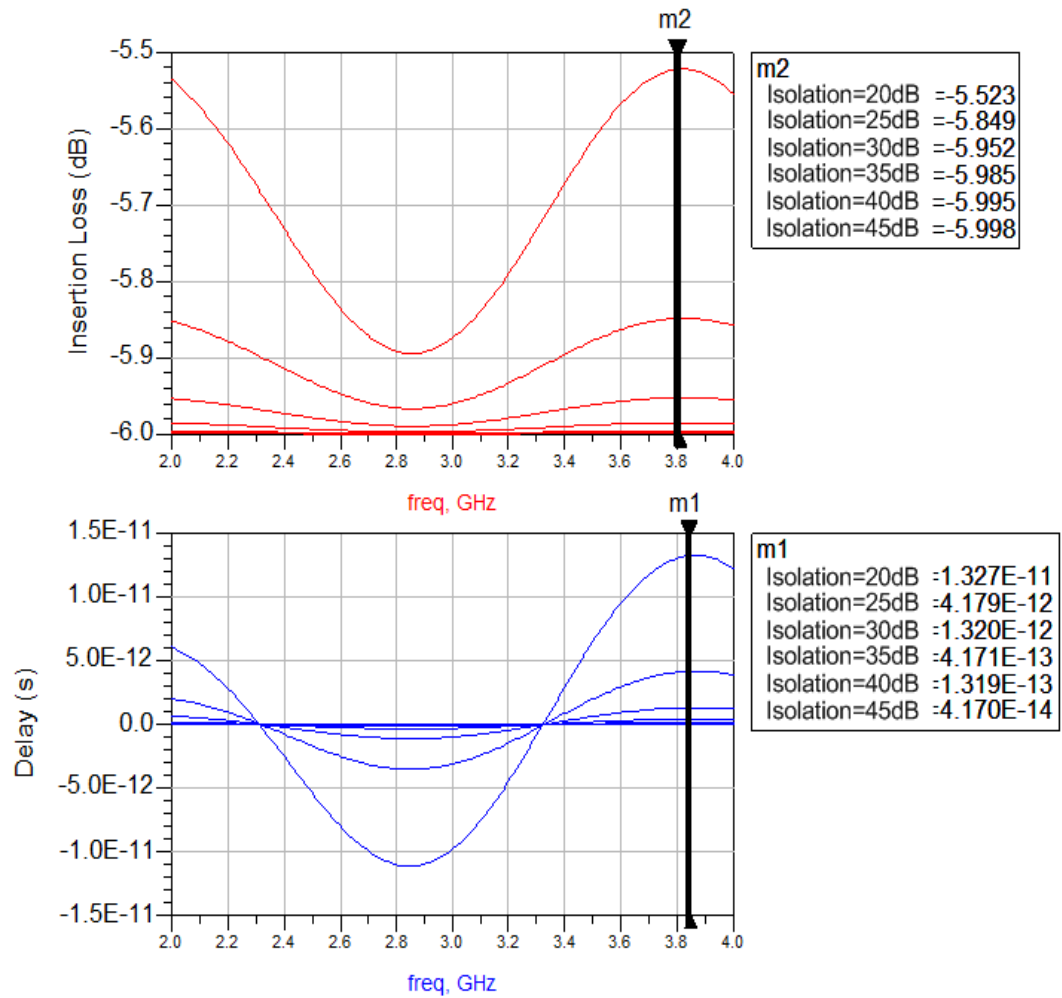 m2
-5.5
-5.6
-5.7
-5.8
-5.9
-6.0
Insertion Loss (dB)
2.0 2.2 2.4 2.6 2.8 3.0 3.2 3.4 3.6 3.8 4.0
freq, GHz
m2
Isolation=20dB =-5.523
Isolation=25dB =-5.849
Isolation=30dB =-5.952
Isolation=35dB =-5.985
Isolation=40dB =-5.995
Isolation=45dB =-5.998
m1
1.5E-11
1.0E-11
5.0E-12
0.0
-5.0E-12
-1.0E-11
-1.5E-11
Delay (s)
2.0 2.2 2.4 2.6 2.8 3.0 3.2 3.4 3.6 3.8 4.0
freq, GHz
m1
Isolation=20dB =1.327E-11
Isolation=25dB =4.179E-12
Isolation=30dB =1.320E-12
Isolation=35dB =4.171E-13
Isolation=40dB =1.319E-13
Isolation=45dB =4.170E-14